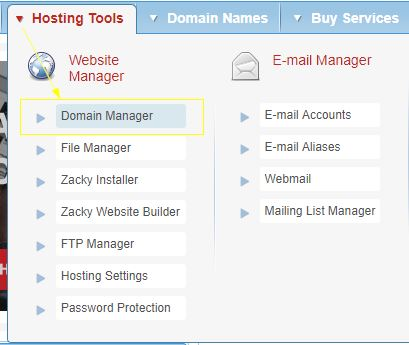 Hosting Tools
Domain Names
Buy Services
Website
Manager
Domain Manager
File Manager
Zacky Installer
Zacky Website Builder
FTP Manager
Hosting Settings
Password Protection
E-mail Manager
E-mail Accounts
E-mail Aliases
Webmail
Mailing List Manager